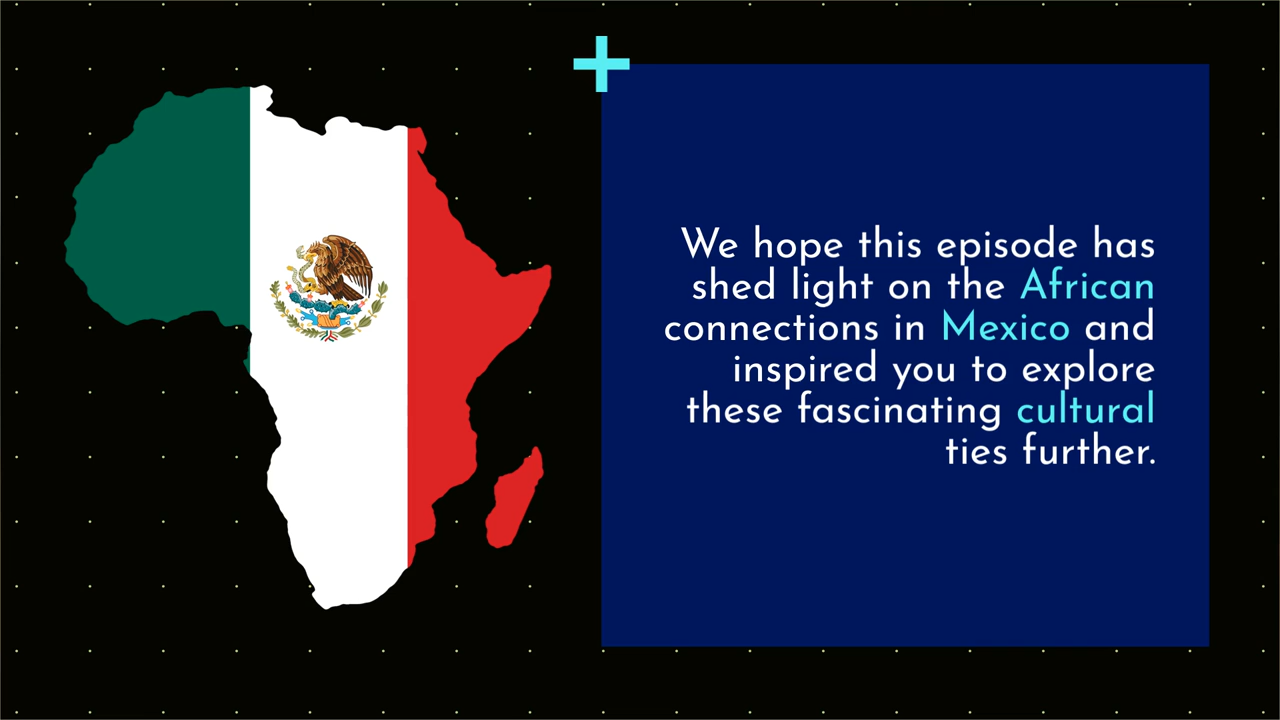 We hope this episode has
shed light on the African
connections in Mexico and
inspired you to explore
these fascinating cultural
ties further.